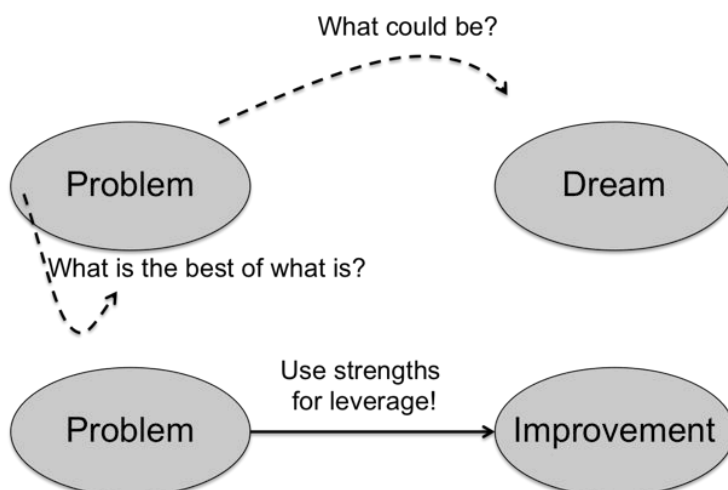 What could be?
Problem
Dream
What is the best of what is?
Use strengths
for leverage!
Problem
Improvement